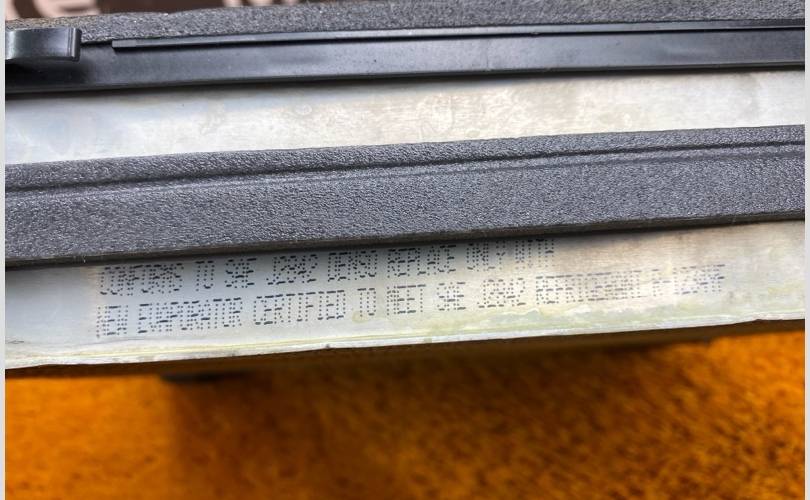 CONFORMS TO SAE J2842 DENSO REPLACE ONLY WITH
NEW EVAPORATOR CERTIFIED TO MEET SAE J2842 REFRIGERANT R-1234YF